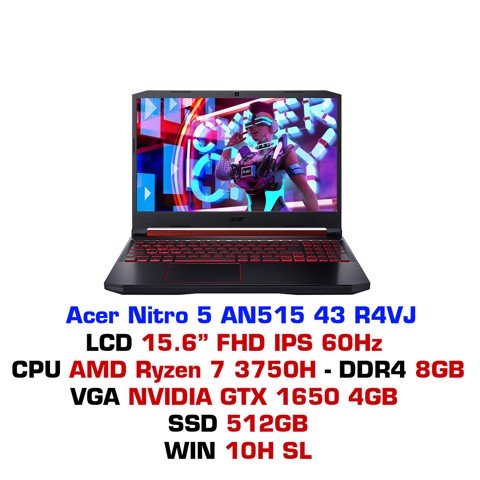 acer
Acer Nitro 5 AN515 43 R4VJ
LCD 15.6” FHD IPS 60Hz
CPU AMD Ryzen 7 3750H - DDR4 8GB
VGA NVIDIA GTX 1650 4GB
SSD 512GB
WIN 10H SL